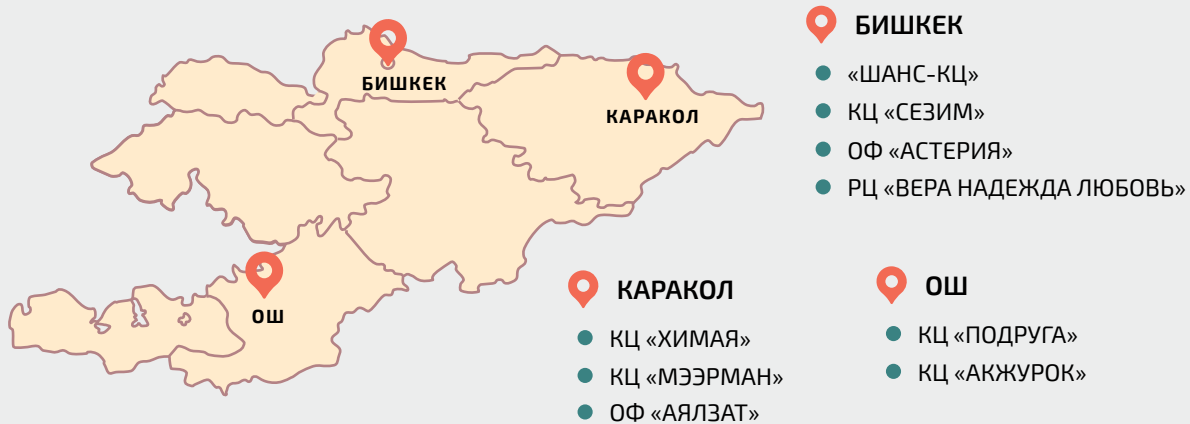 БИШКЕК
КАРАКОЛ
ОШ
БИШКЕК
«ШАНС-КЦ»
КЦ «СЕЗИМ»
ОФ «АСТЕРИЯ»
РЦ «ВЕРА НАДЕЖДА ЛЮБОВЬ»
КАРАКОЛ
КЦ «ХИМАЯ»
КЦ «МЭЭРМАН»
ОФ «АЯЛЗАТ»
ОШ
КЦ «ПОДРУГА»
КЦ «АКЖУРОК»